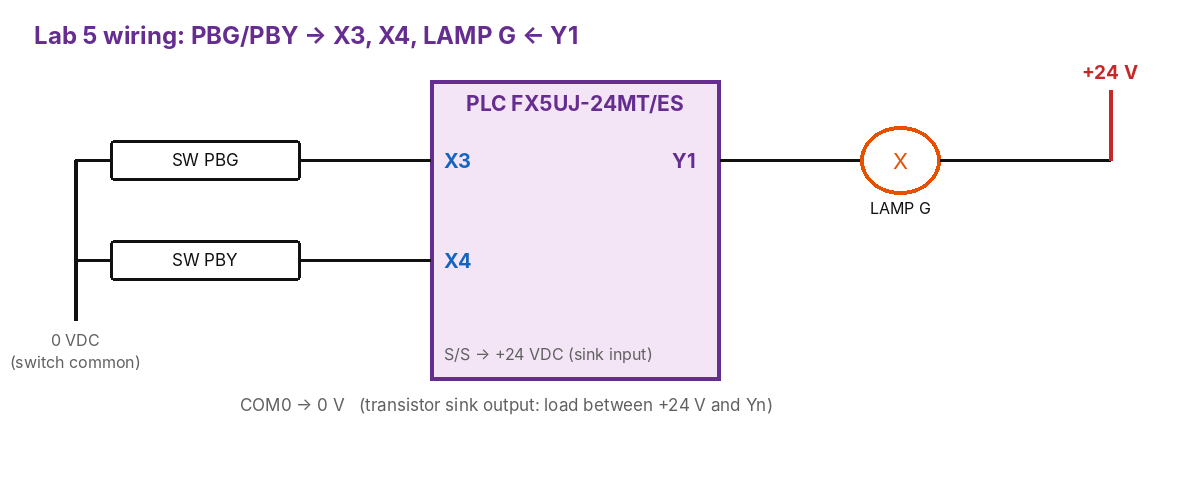 Lab 5 wiring: PBG/PBY → X3, X4, LAMP G ← Y1
+24 V
PLC FX5UJ-24MT/ES
SW PBG
X3
Y1
X
LAMP G
SW PBY
X4
0 VDC
(switch common)
S/S → +24 VDC (sink input)
COM0 → 0 V (transistor sink output: load between +24 V and Yn)